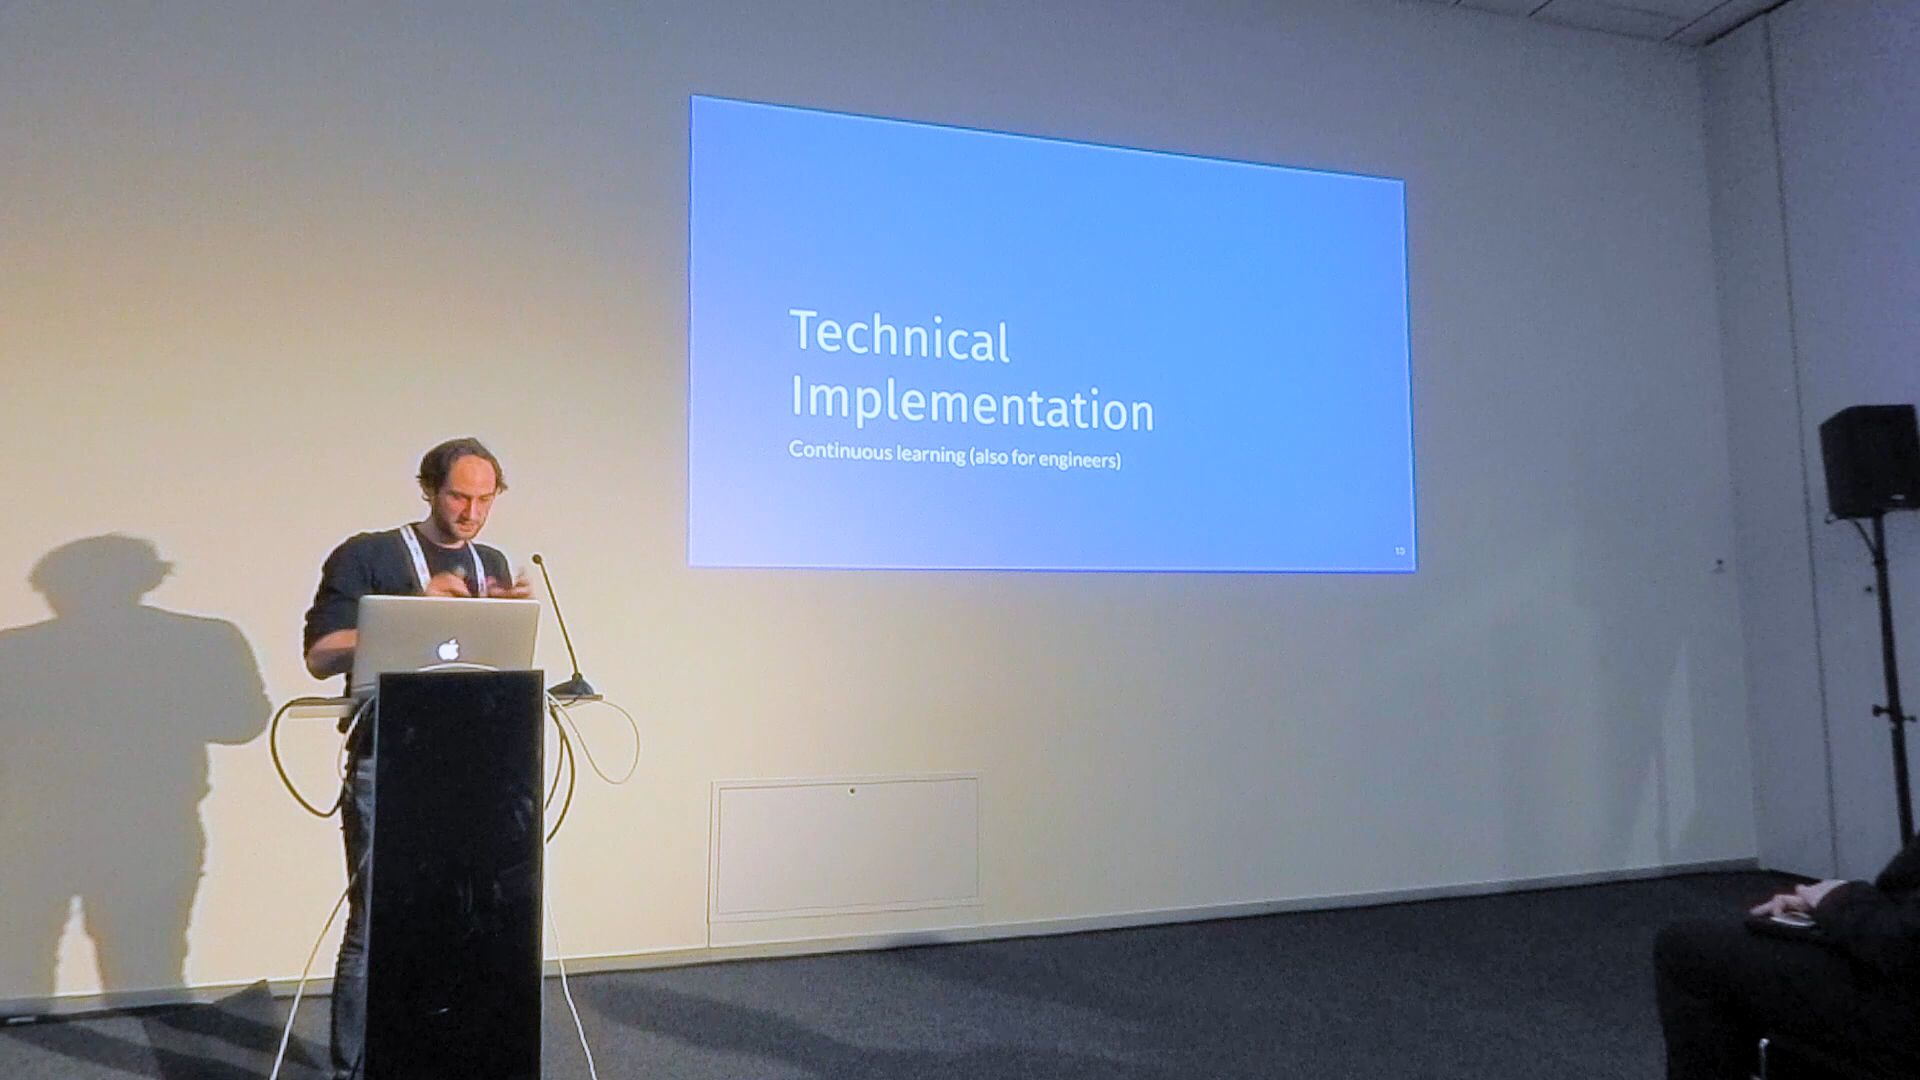 Technical
Implementation
Continuous learning (also for engineers)